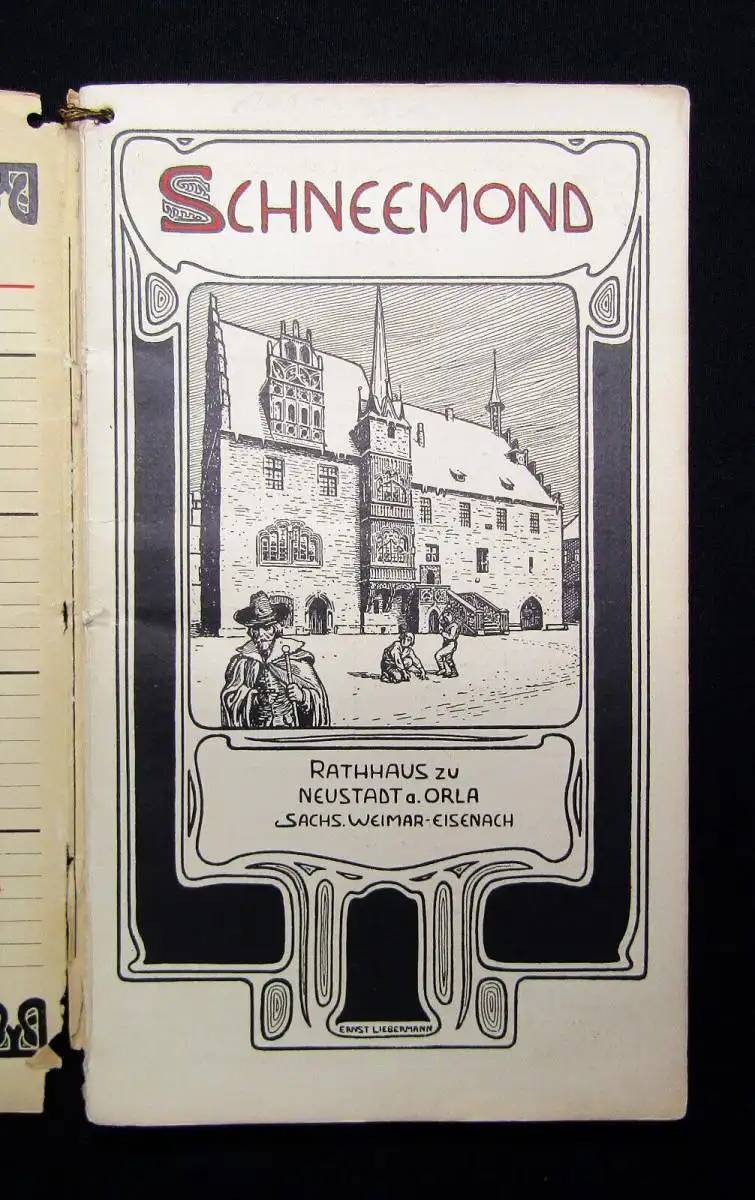 SCHNEEMOND
RATHHAUS ZU
NEUSTADT a. ORLA
SACHS. WEIMAR-EISENACH
ERNST LIEBERMANN